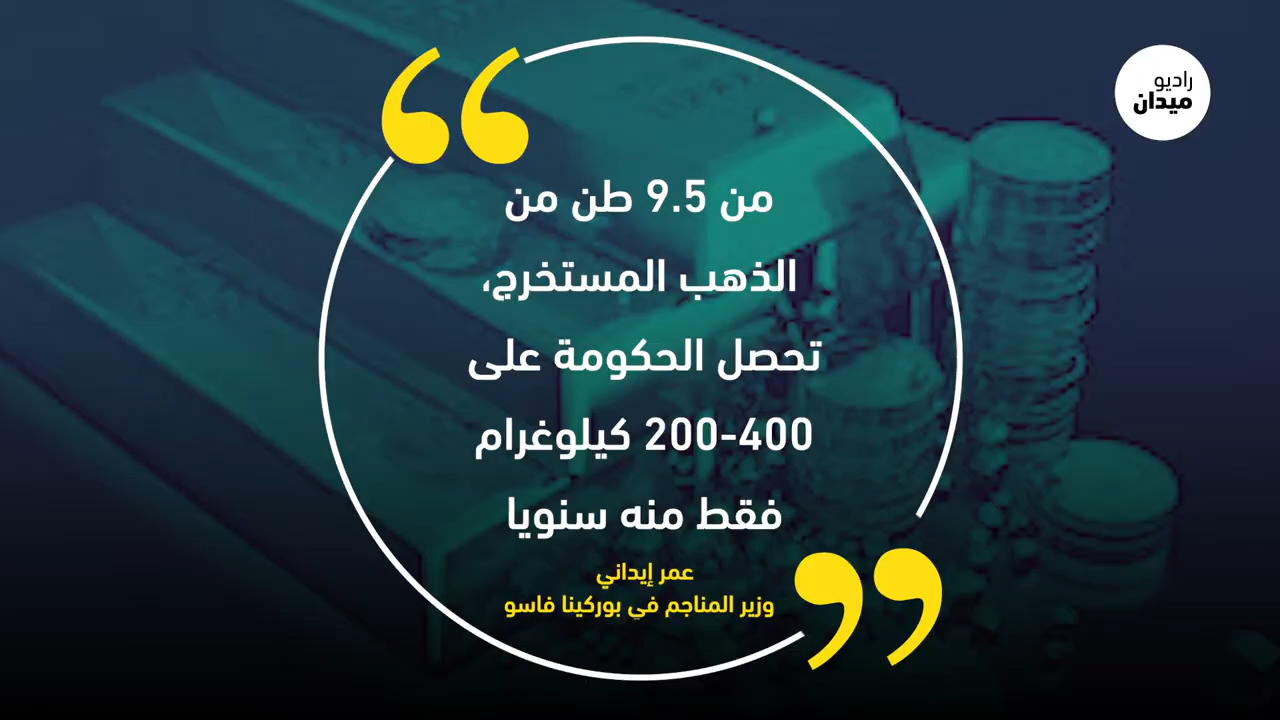 راديو
ميدان
من 9.5 طن من
الذهب المستخرج،
تحصل الحكومة على
200-400 كيلوغرام
فقط منه سنويا
عمر إيداني
وزير المناجم في بوركينا فاسو